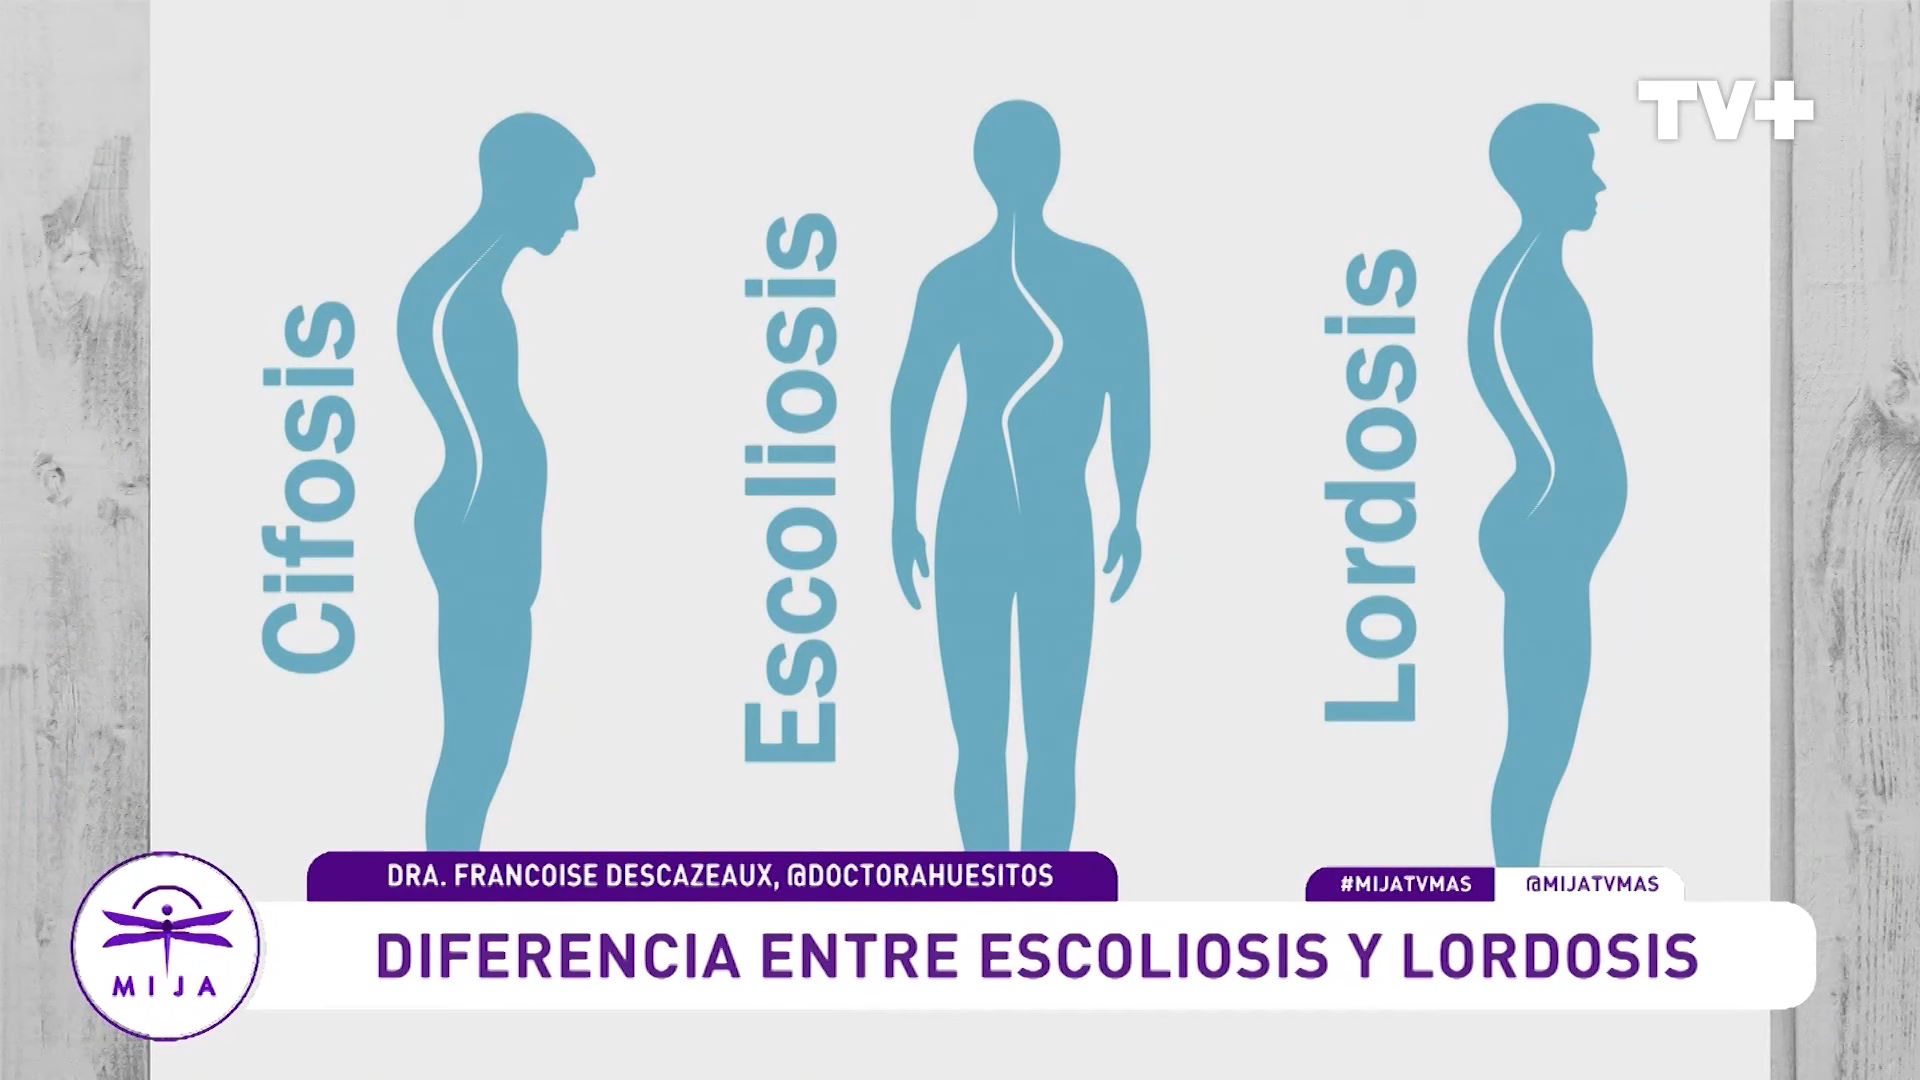 TV+
Cifosis
Escoliosis
Lordosis
DRA. FRANCOISE DESCAZEAUX, @DOCTORAHUESITOS
#MIJATVMAS
@MIJATVMAS
DIFERENCIA ENTRE ESCOLIOSIS Y LORDOSIS
MIJA